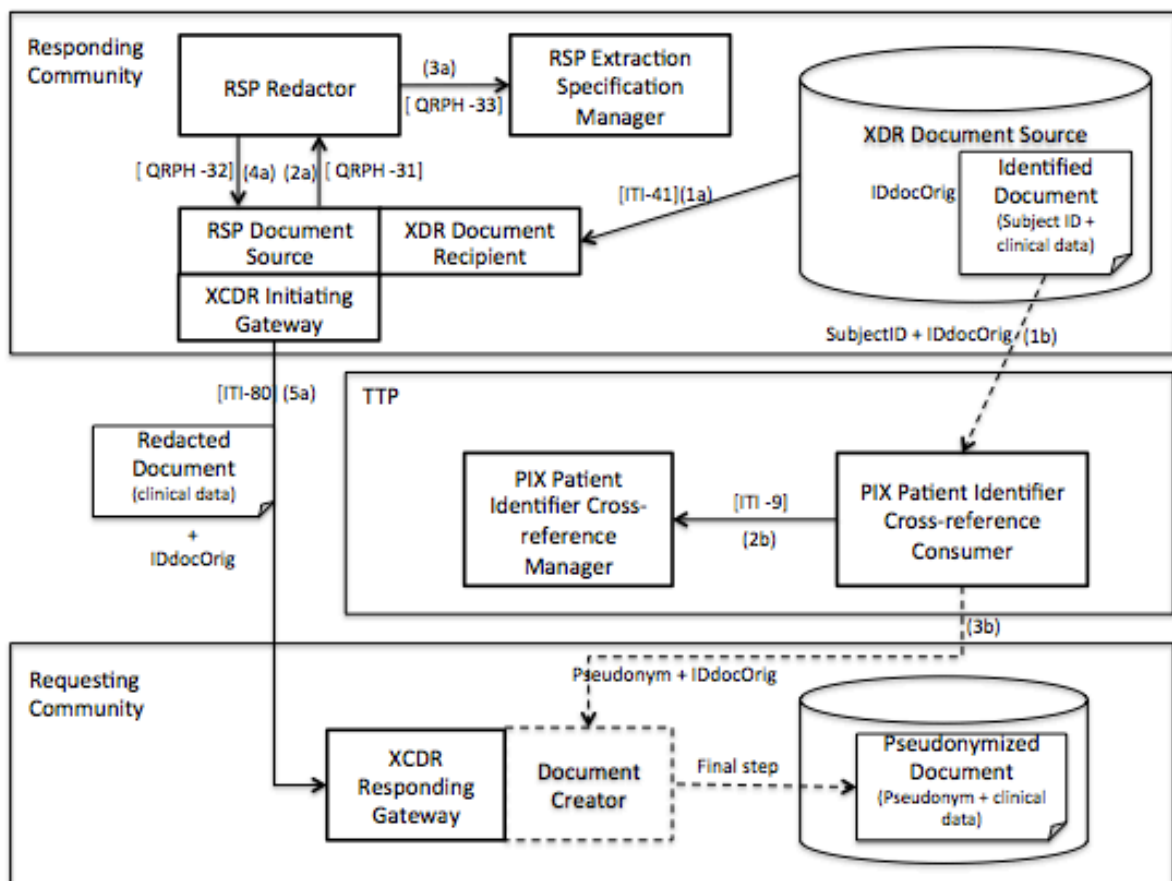 Responding
Community
RSP Redactor
(3a)
[ QRPH -33]
RSP Extraction
Specification
Manager
XDR Document Source
IDdocOrig
Identified
Document
(Subject ID +
clinical data)
[ QRPH -32]
(4a)
(2a)
[ QRPH -31]
[ITI-41](1a)
RSP Document
Source
XDR Document
Recipient
XCDR Initiating
Gateway
SubjectID + IDdocOrig
(1b)
[ITI-80] (5a)
TTP
Redacted
Document
(clinical data)
+
IDdocOrig
PIX Patient
Identifier Cross-
reference
Manager
[ITI -9]
(2b)
PIX Patient Identifier
Cross-reference
Consumer
(3b)
Requesting
Community
Pseudonym + IDdocOrig
XCDR
Responding
Gateway
Document
Creator
Final step
Pseudonymized
Document
(Pseudonym + clinical
data)